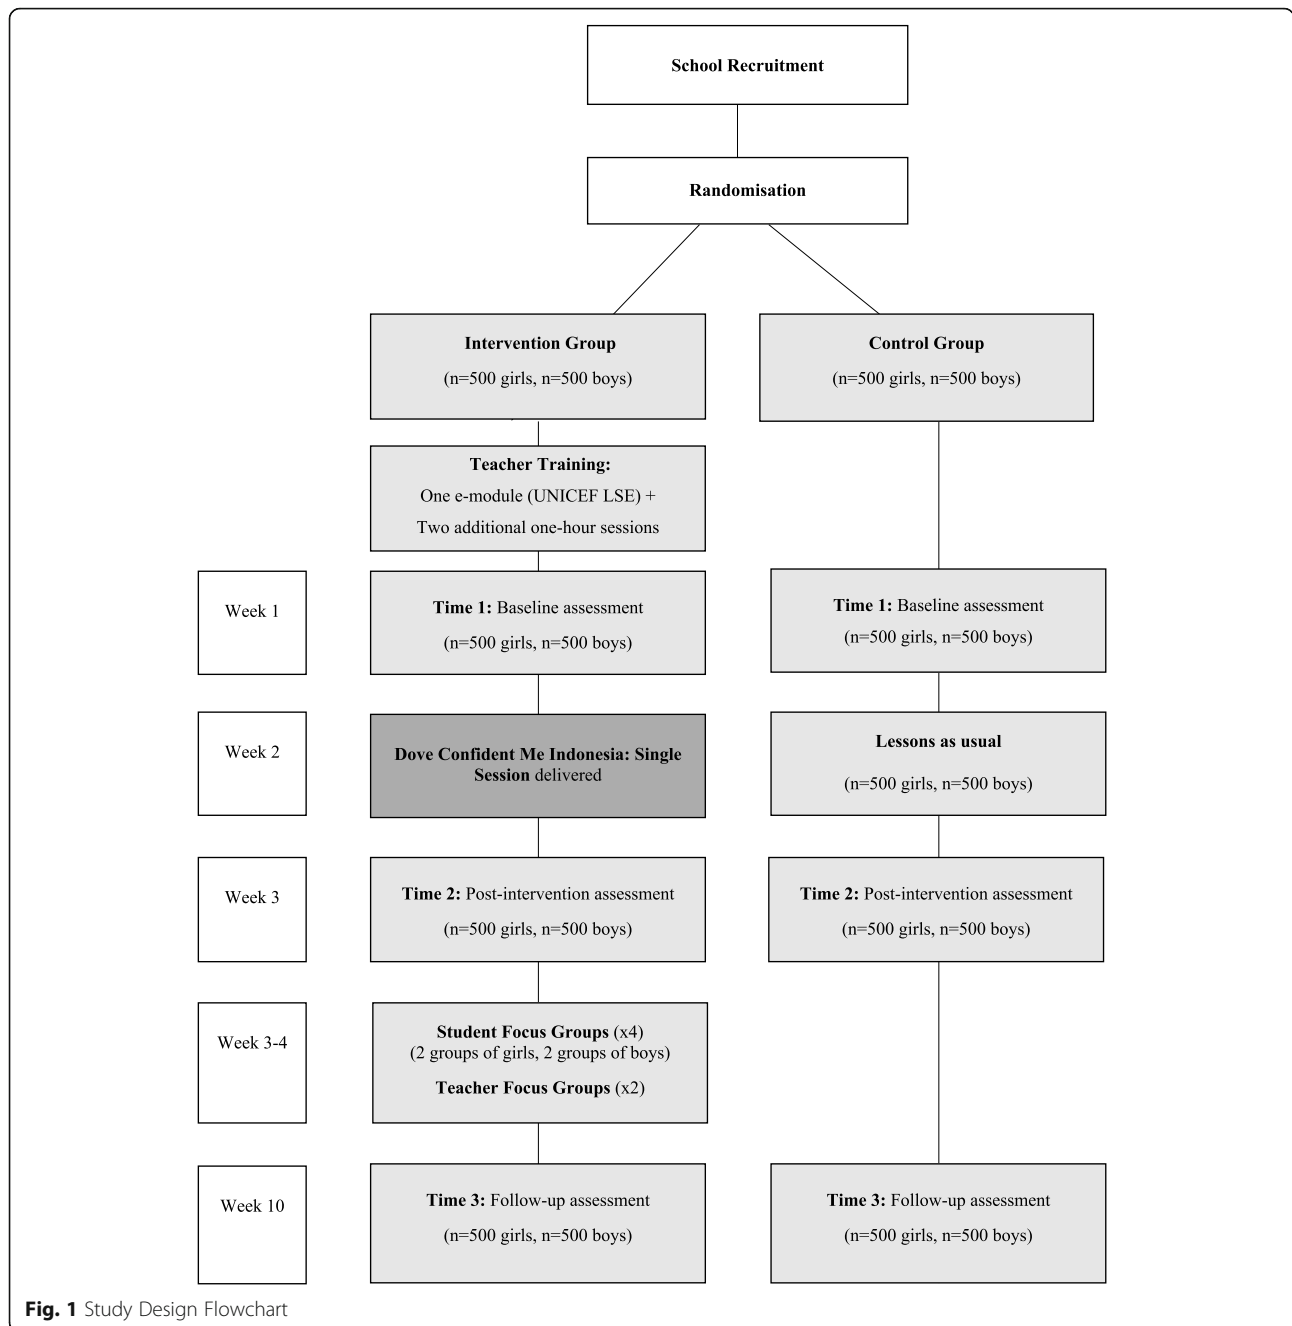 School Recruitment
Randomisation
Intervention Group
(n=500 girls, n=500 boys)
Control Group
(n=500 girls, n=500 boys)
Teacher Training:
One e-module (UNICEF LSE) +
Two additional one-hour sessions
Week 1
Time 1: Baseline assessment
(n=500 girls, n=500 boys)
Time 1: Baseline assessment
(n=500 girls, n=500 boys)
Week 2
Dove Confident Me Indonesia: Single
Session delivered
Lessons as usual
(n=500 girls, n=500 boys)
Week 3
Time 2: Post-intervention assessment
(n=500 girls, n=500 boys)
Time 2: Post-intervention assessment
(n=500 girls, n=500 boys)
Week 3-4
Student Focus Groups (x4)
(2 groups of girls, 2 groups of boys)
Teacher Focus Groups (x2)
Week 10
Time 3: Follow-up assessment
(n=500 girls, n=500 boys)
Time 3: Follow-up assessment
(n=500 girls, n=500 boys)
Fig. 1 Study Design Flowchart